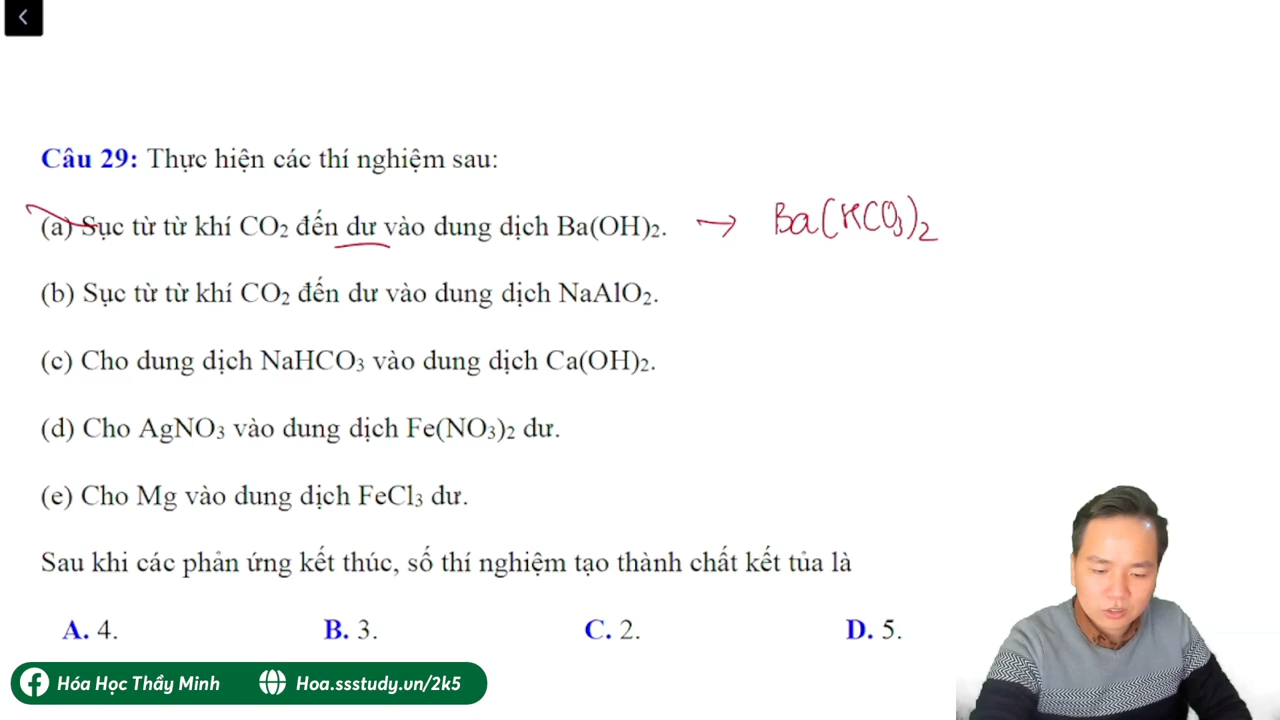 Câu 29: Thực hiện các thí nghiệm sau:
(a) Sục từ từ khí CO₂ đến dư vào dung dịch Ba(OH)₂. → Ba(HCO₃)₂
(b) Sục từ từ khí CO₂ đến dư vào dung dịch NaAlO₂.
(c) Cho dung dịch NaHCO₃ vào dung dịch Ca(OH)₂.
(d) Cho AgNO₃ vào dung dịch Fe(NO₃)₂ dư.
(e) Cho Mg vào dung dịch FeCl₃ dư.
Sau khi các phản ứng kết thúc, số thí nghiệm tạo thành chất kết tủa là
A. 4. B. 3. C. 2. D. 5.
Hóa Học Thầy Minh Hoa.ssstudy.vn/2k5